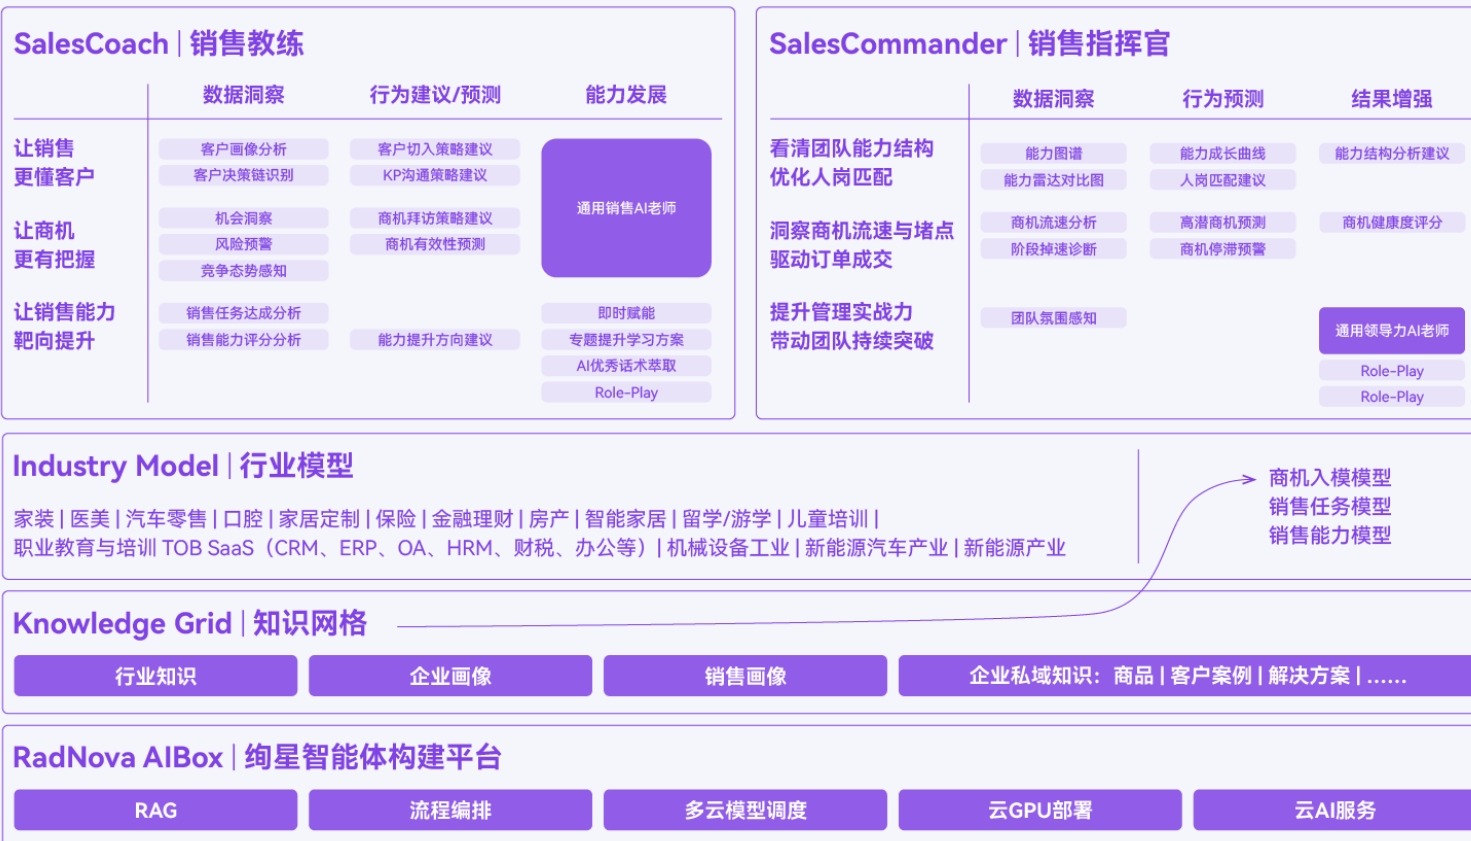 SalesCoach | 销售教练
数据洞察
行为建议/预测
能力发展
让销售
更懂客户
客户画像分析
客户决策链识别
客户切入策略建议
KP沟通策略建议
通用销售AI老师
让商机
更有把握
机会洞察
风险预警
竞争态势感知
商机拜访策略建议
商机有效性预测
让销售能力
靶向提升
销售任务达成分析
销售能力评分分析
能力提升方向建议
即时赋能
专题提升学习方案
AI优秀话术萃取
Role-Play
SalesCommander | 销售指挥官
数据洞察
行为预测
结果增强
看清团队能力结构
优化人岗匹配
能力图谱
能力雷达对比图
能力成长曲线
人岗匹配建议
能力结构分析建议
洞察商机流速与堵点
驱动订单成交
商机流速分析
阶段掉速诊断
高潜商机预测
商机停滞预警
商机健康度评分
提升管理实战力
带动团队持续突破
团队氛围感知
通用领导力AI老师
Role-Play
Role-Play
Industry Model | 行业模型
家装 | 医美 | 汽车零售 | 口腔 | 家居定制 | 保险 | 金融理财 | 房产 | 智能家居 | 留学/游学 | 儿童培训 |
职业教育与培训 TOB SaaS（CRM、ERP、OA、HRM、财税、办公等）| 机械设备工业 | 新能源汽车产业 | 新能源产业
商机入模模型
销售任务模型
销售能力模型
Knowledge Grid | 知识网格
行业知识
企业画像
销售画像
企业私域知识：商品 | 客户案例 | 解决方案 | ……
RadNova AIBox | 绚星智能体构建平台
RAG
流程编排
多云模型调度
云GPU部署
云AI服务